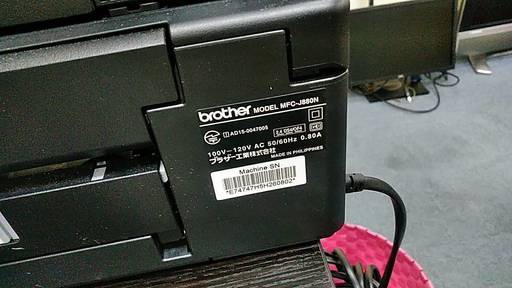 brother MODEL MFC-J880N
AD15-0047005
100V-120V AC 50/60Hz 0.80A
ブラザー工業株式会社 MADE IN PHILIPPINES
Machine SN
*E74747H5H260802*